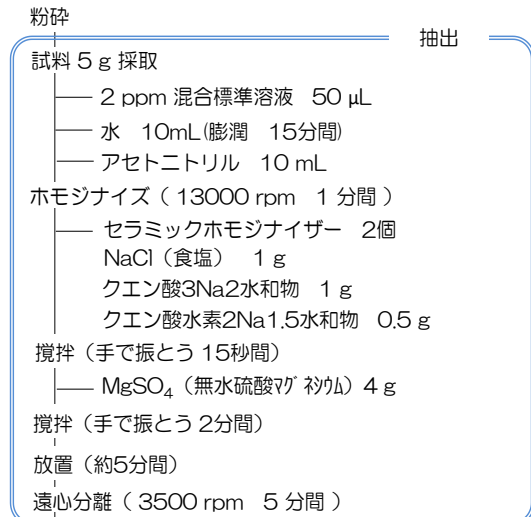 粉砕
抽出
試料 5 g 採取
2 ppm 混合標準溶液 50 μL
水 10mL(膨潤 15分間)
アセトニトリル 10 mL
ホモジナイズ ( 13000 rpm 1 分間 )
セラミックホモジナイザー 2個
NaCl（食塩） 1 g
クエン酸3Na2水和物 1 g
クエン酸水素2Na1.5水和物 0.5 g
撹拌（手で振とう 15秒間）
MgSO₄（無水硫酸ﾏｸﾞﾈｼｳﾑ）4 g
撹拌（手で振とう 2分間）
放置（約5分間）
遠心分離 ( 3500 rpm 5 分間 )